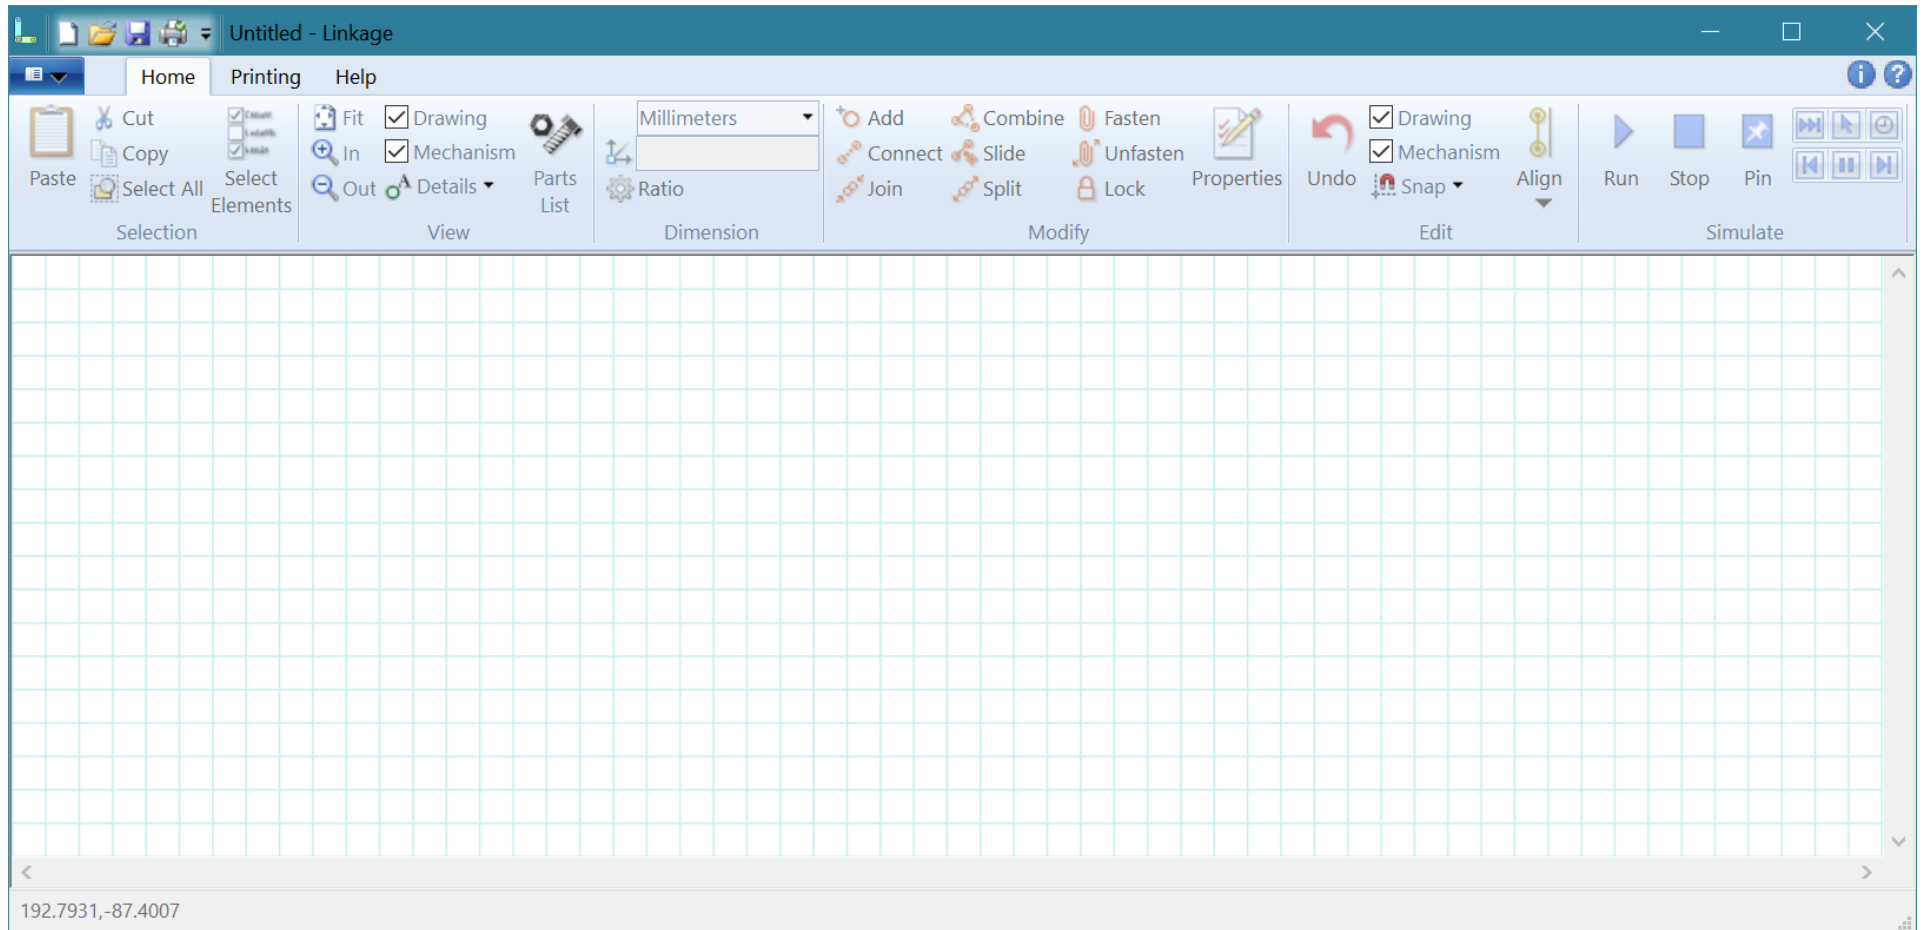 Untitled - Linkage
Home Printing Help
Paste
Cut
Copy
Select All
Select
Elements
Selection
Fit
In
Out
Drawing
Mechanism
Details
Parts
List
View
Millimeters
Ratio
Dimension
Add
Connect
Join
Combine
Slide
Split
Fasten
Unfasten
Lock
Properties
Modify
Undo
Drawing
Mechanism
Snap
Align
Edit
Run
Stop
Pin
Simulate
192.7931,-87.4007